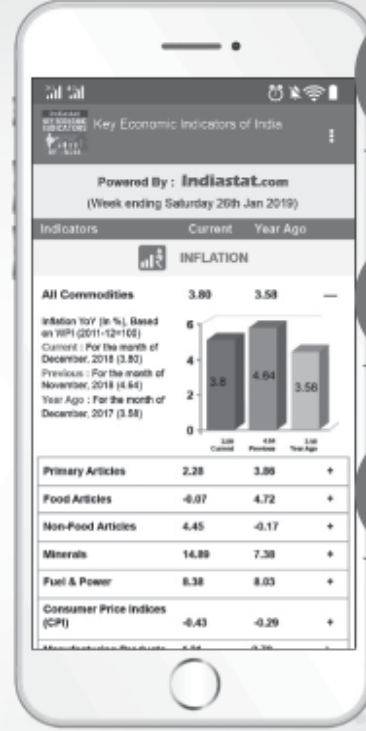 Key Economic Indicators of India
Powered By : Indiastat.com
(Week ending Saturday 26th Jan 2019)
Indicators Current Year Ago
INFLATION
All Commodities 3.80 3.58 —
Inflation YoY (in %), Based
on WPI (2011-12=100)
Current : For the month of
December, 2018 (3.80)
Previous : For the month of
November, 2018 (4.64)
Year Ago : For the month of
December, 2017 (3.58)
6
4
2
0
3.8
4.64
3.58
Current Previous Year Ago
Primary Articles 2.28 3.86 +
Food Articles -0.07 4.72 +
Non-Food Articles 4.45 -0.17 +
Minerals 14.89 7.38 +
Fuel & Power 8.38 8.03 +
Consumer Price Indices
(CPI) -0.43 -0.29 +